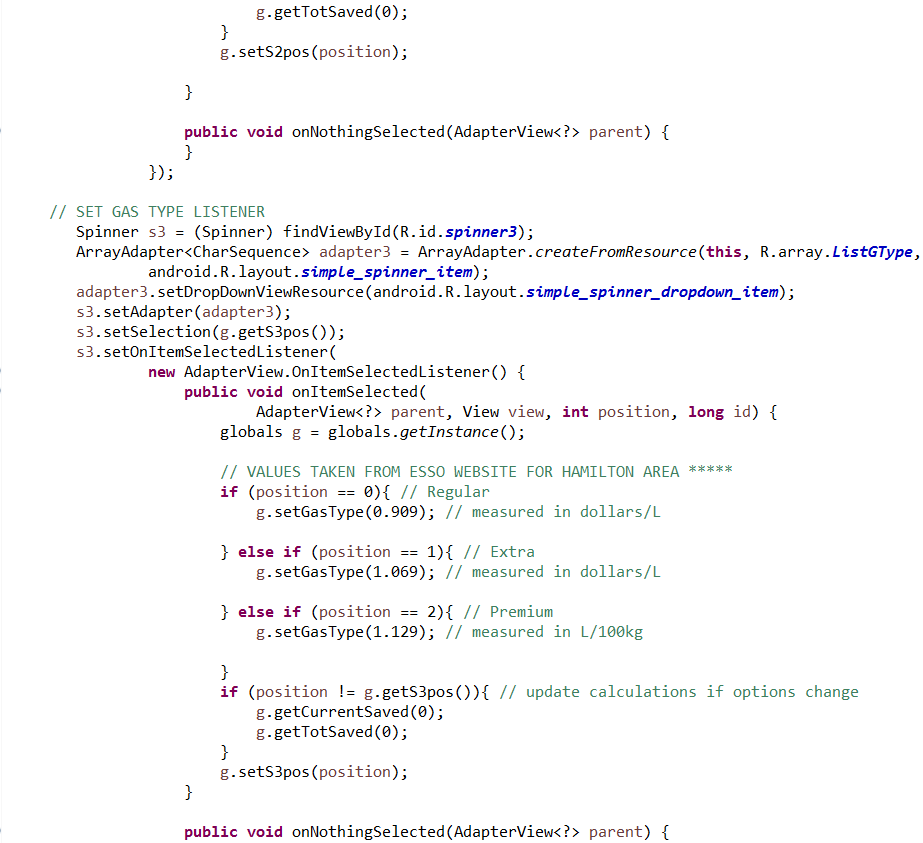 g.getTotSaved(0);
}
g.setS2pos(position);
}
public void onNothingSelected(AdapterView<?> parent) {
}
});
// SET GAS TYPE LISTENER
Spinner s3 = (Spinner) findViewById(R.id.spinner3);
ArrayAdapter<CharSequence> adapter3 = ArrayAdapter.createFromResource(this, R.array.ListGType,
android.R.layout.simple_spinner_item);
adapter3.setDropDownViewResource(android.R.layout.simple_spinner_dropdown_item);
s3.setAdapter(adapter3);
s3.setSelection(g.getS3pos());
s3.setOnItemSelectedListener(
new AdapterView.OnItemSelectedListener() {
public void onItemSelected(
AdapterView<?> parent, View view, int position, long id) {
globals g = globals.getInstance();
// VALUES TAKEN FROM ESSO WEBSITE FOR HAMILTON AREA *****
if (position == 0){ // Regular
g.setGasType(0.909); // measured in dollars/L
} else if (position == 1){ // Extra
g.setGasType(1.069); // measured in dollars/L
} else if (position == 2){ // Premium
g.setGasType(1.129); // measured in L/100kg
}
if (position != g.getS3pos()){ // update calculations if options change
g.getCurrentSaved(0);
g.getTotSaved(0);
}
g.setS3pos(position);
}
public void onNothingSelected(AdapterView<?> parent) {